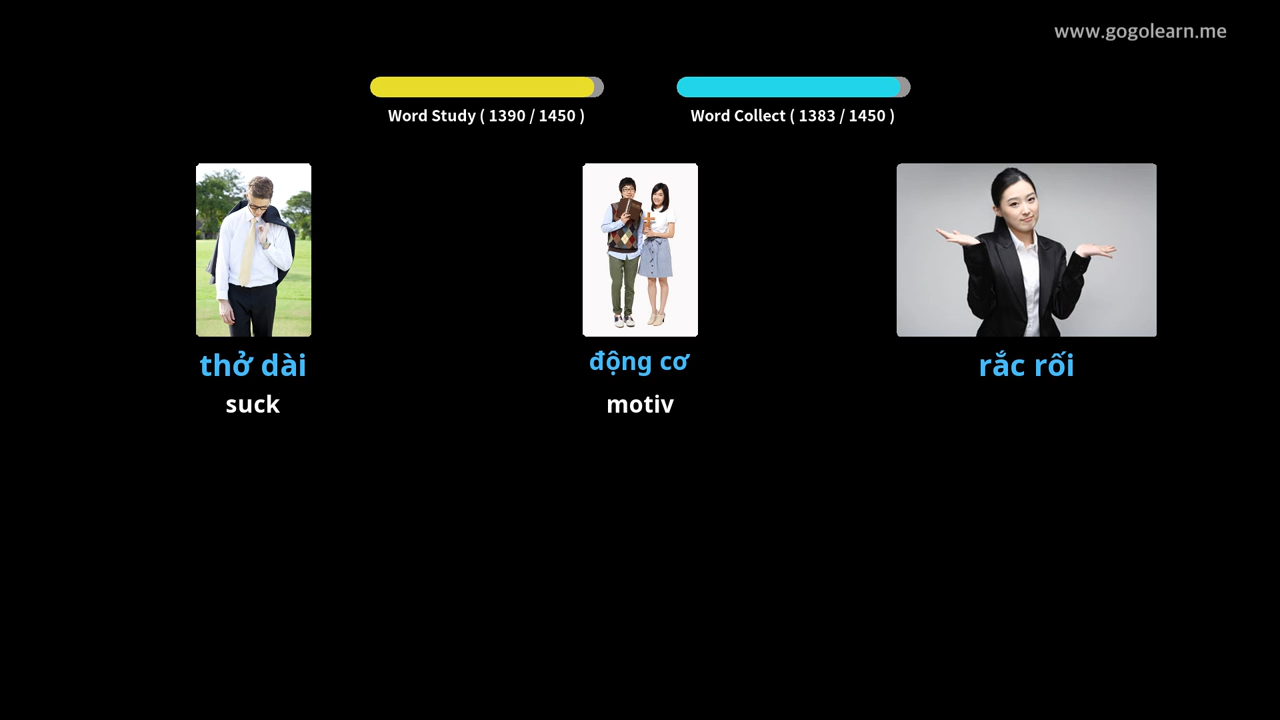 www.gogolearn.me
Word Study ( 1390 / 1450 )
Word Collect ( 1383 / 1450 )
thở dài
động cơ
rắc rối
suck
motiv